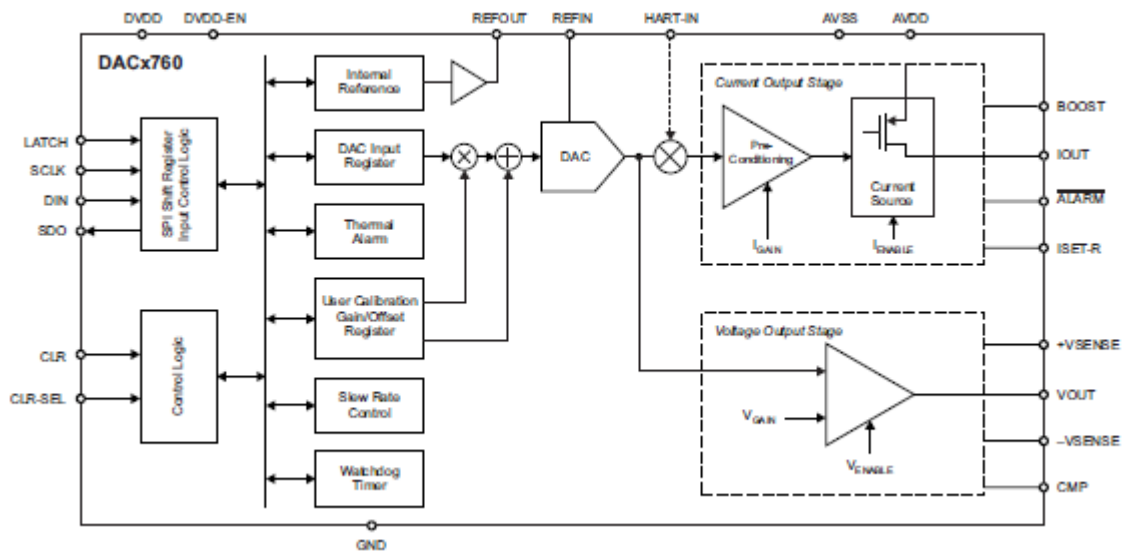 DVDD DVDD-EN REFOUT REFIN HART-IN AVSS AVDD
DACx760
Internal
Reference
Current Output Stage
BOOST
LATCH
SCLK
DIN
SDO
SPI Shift Register
Input Control Logic
DAC Input
Register
DAC
Pre-
Conditioning
Current
Source
IOUT
ALARM
ISET-R
IGAIN
IENABLE
Thermal
Alarm
User Calibration
Gain/Offset
Register
CLR
CLR-SEL
Control Logic
Slew Rate
Control
Watchdog
Timer
Voltage Output Stage
VGAIN
VENABLE
+VSENSE
VOUT
–VSENSE
CMP
GND